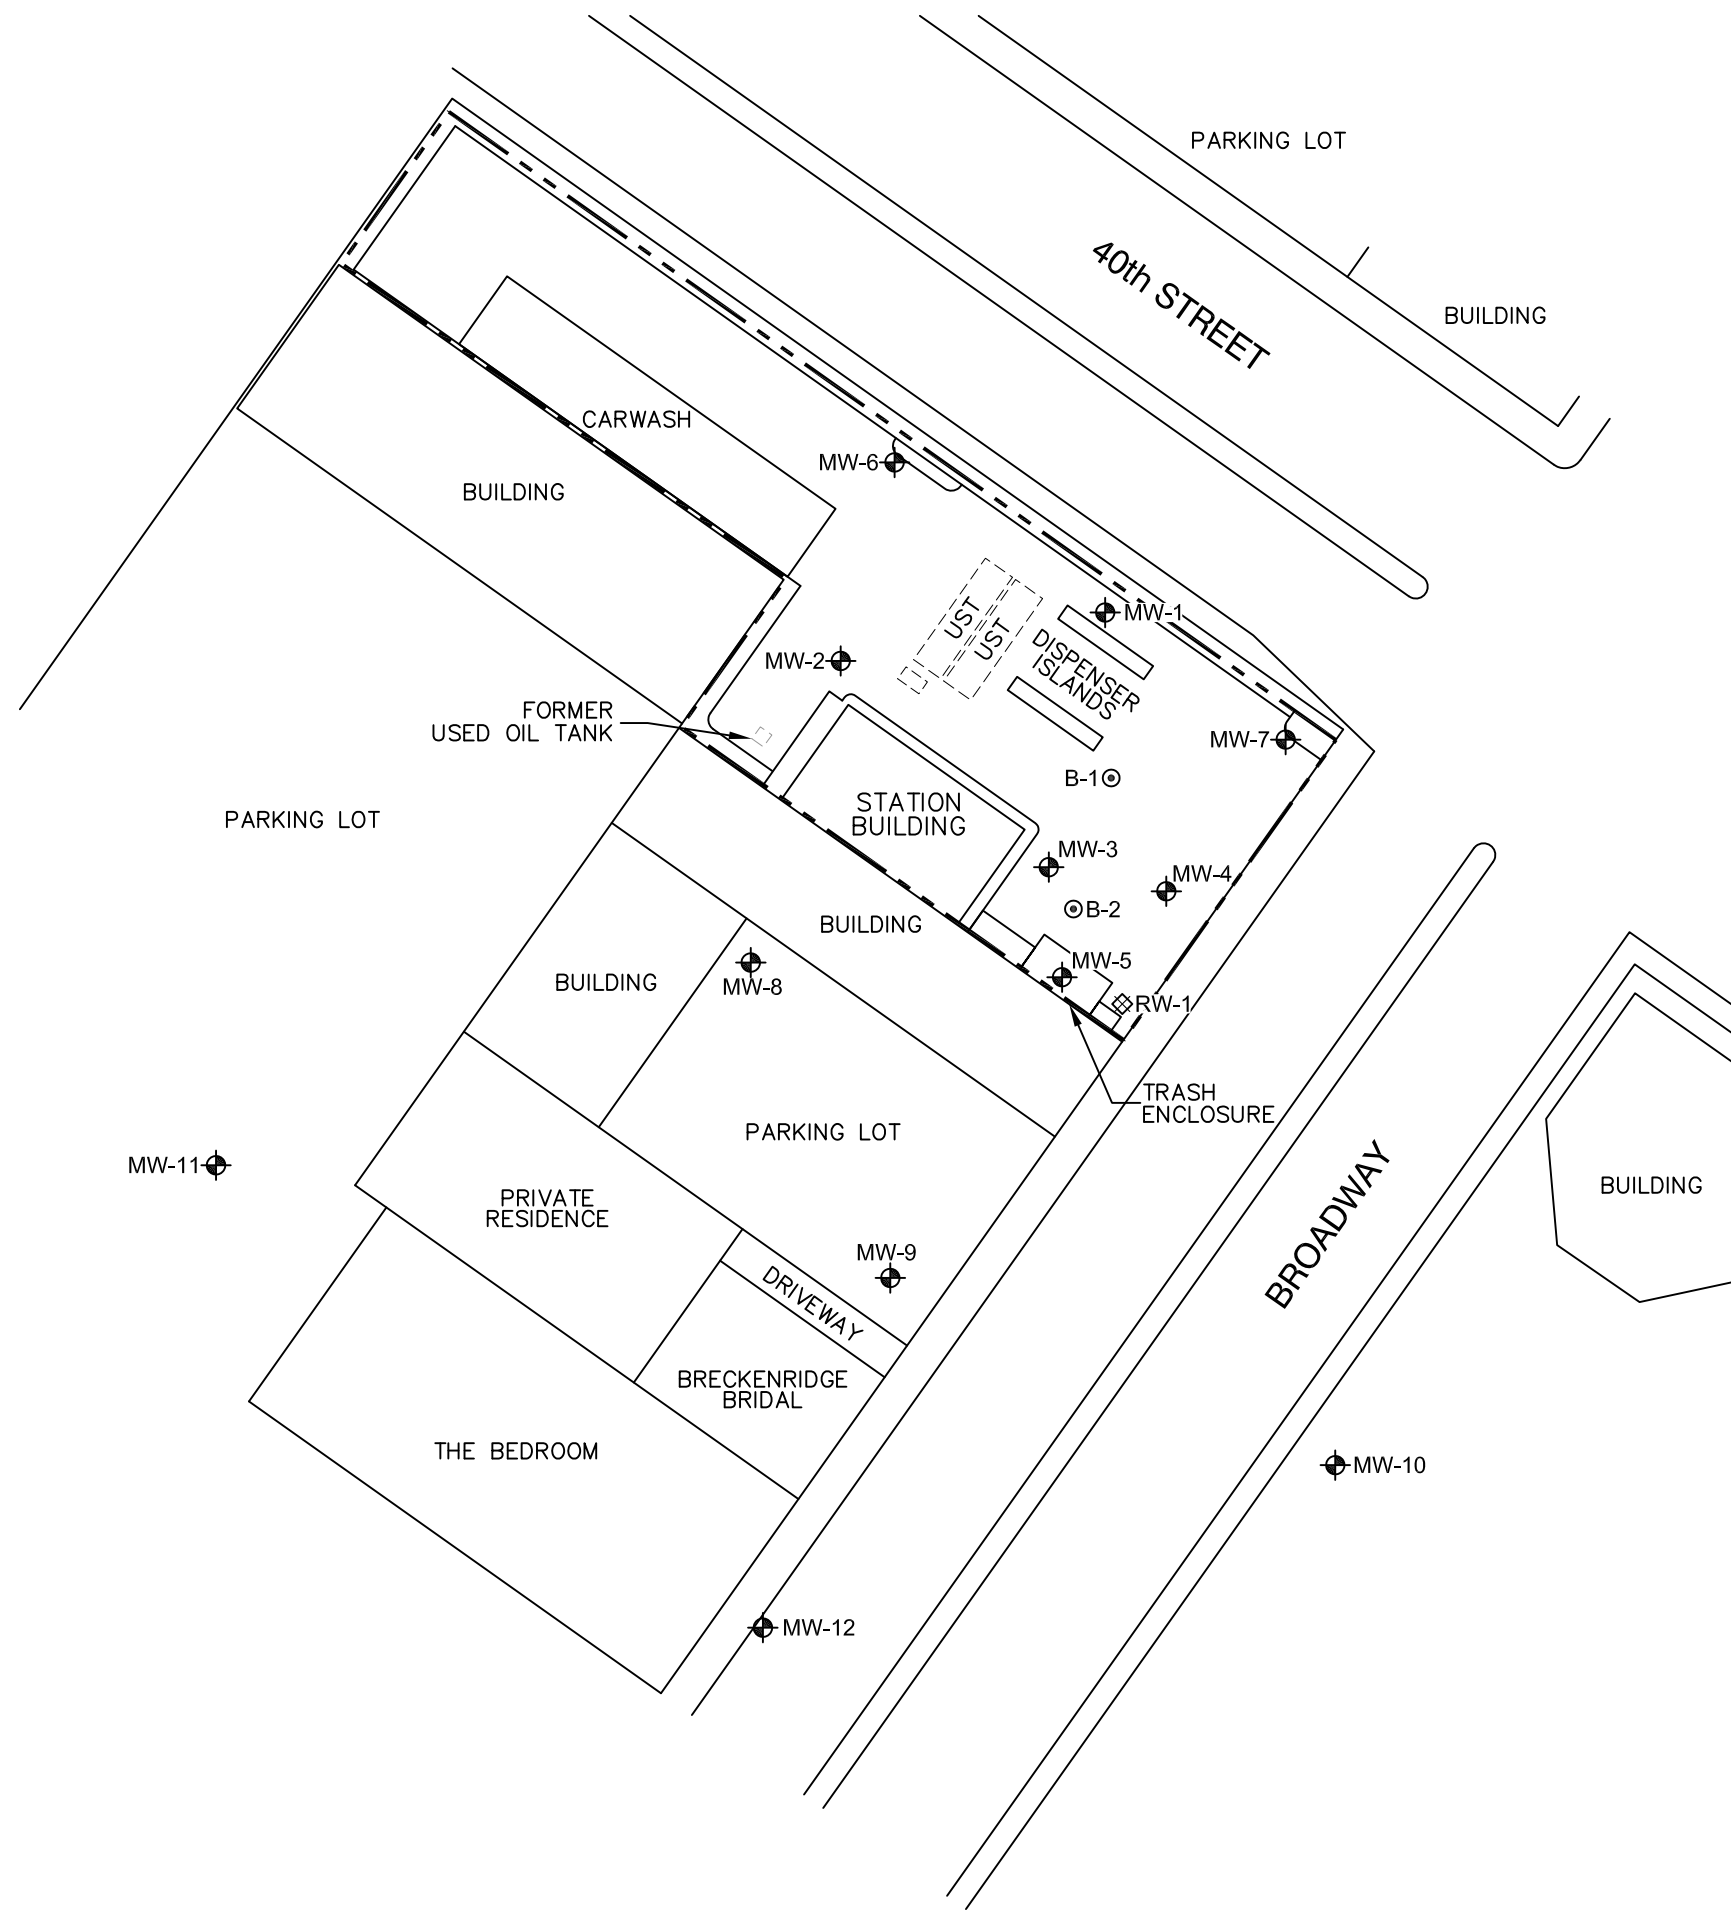 PARKING LOT
40th STREET
BUILDING
CARWASH
MW-6
BUILDING
UST
UST
MW-1
DISPENSER
ISLANDS
MW-2
FORMER
USED OIL TANK
MW-7
B-1
STATION
BUILDING
PARKING LOT
MW-3
MW-4
B-2
BUILDING
MW-5
BUILDING
MW-8
RW-1
TRASH
ENCLOSURE
PARKING LOT
MW-11
PRIVATE
RESIDENCE
BUILDING
BROADWAY
MW-9
DRIVEWAY
BRECKENRIDGE
BRIDAL
THE BEDROOM
MW-10
MW-12